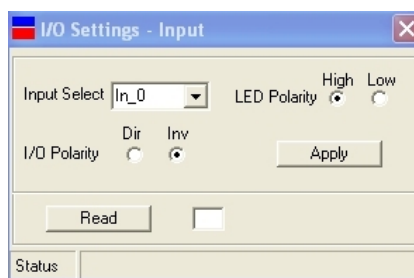 I/O Settings - Input
High Low
Input Select In_0 LED Polarity
Dir Inv
I/O Polarity Apply
Read
Status